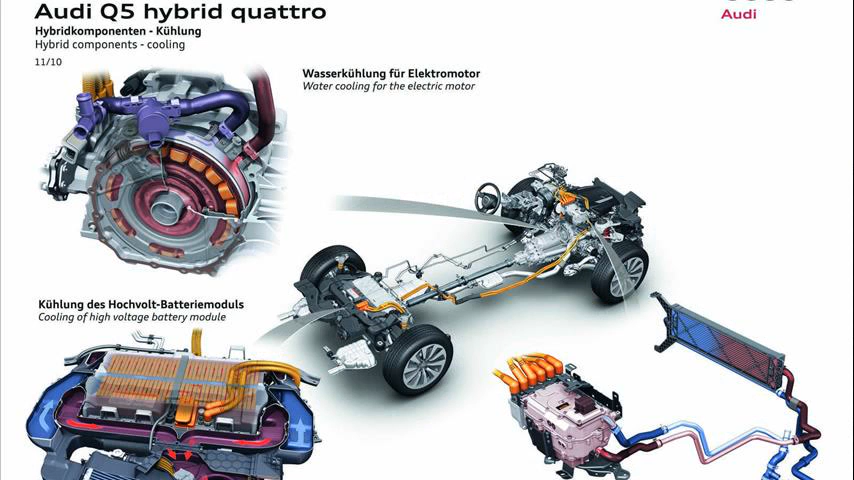 Audi Q5 hybrid quattro
Hybridkomponenten - Kühlung
Hybrid components - cooling
11/10
Audi
Wasserkühlung für Elektromotor
Water cooling for the electric motor
Kühlung des Hochvolt-Batteriemoduls
Cooling of high voltage battery module